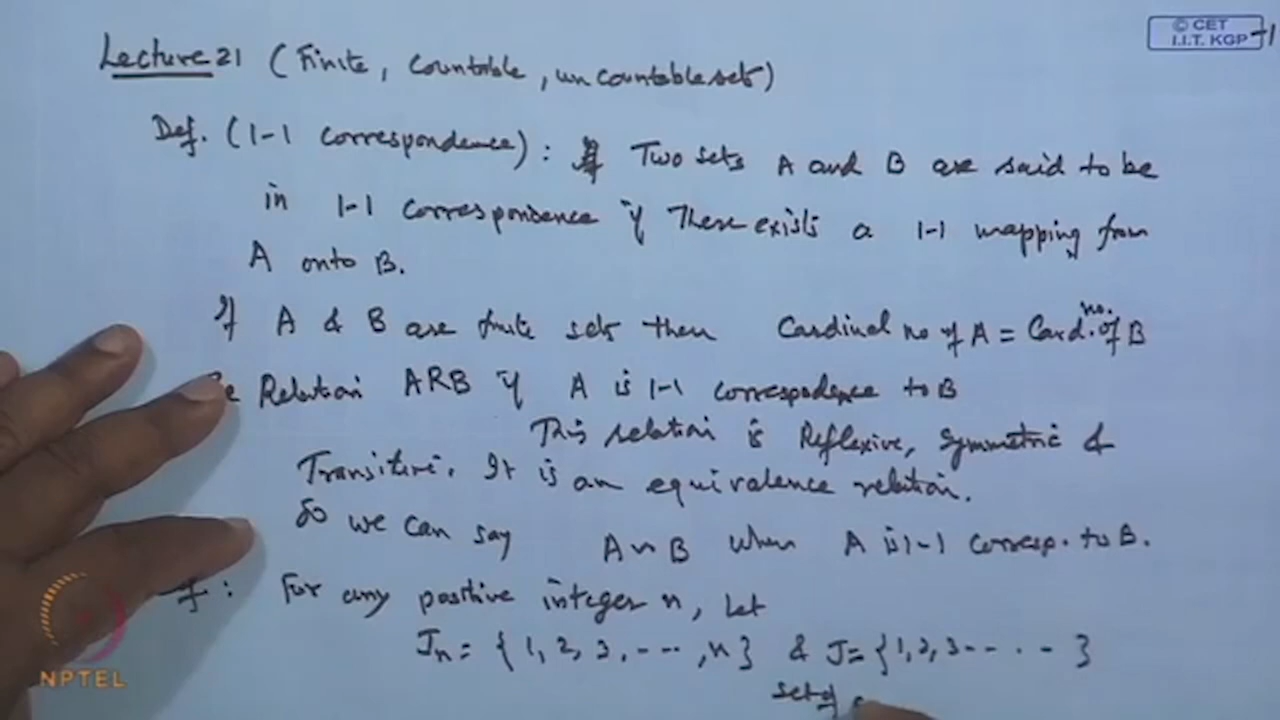 © CET
I.I.T. KGP
Lecture 21 (Finite, Countable, uncountable sets)
Def. (1-1 correspondence): Two sets A and B are said to be
in 1-1 correspondence if there exists a 1-1 mapping from
A onto B.
If A & B are finite sets then Cardinal no of A = Card. no. of B
Relation ARB if A is 1-1 correspondence to B
This relation is Reflexive, Symmetric &
Transitive. It is an equivalence relation.
So we can say A ~ B when A is 1-1 corresp. to B.
For any positive integer n, let
Jn = {1, 2, 3, ---, n} & J = {1, 2, 3 - - . . - }
set of
NPTEL